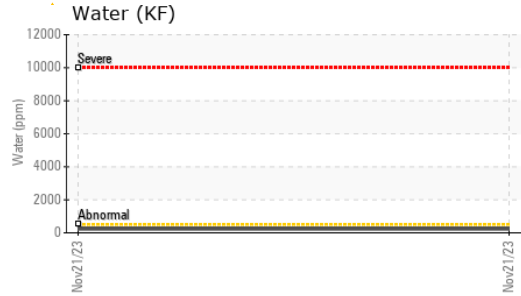 Water (KF)
12000
Severe
10000
8000
6000
Water (ppm)
4000
2000
Abnormal
0
Nov21/23
Nov21/23